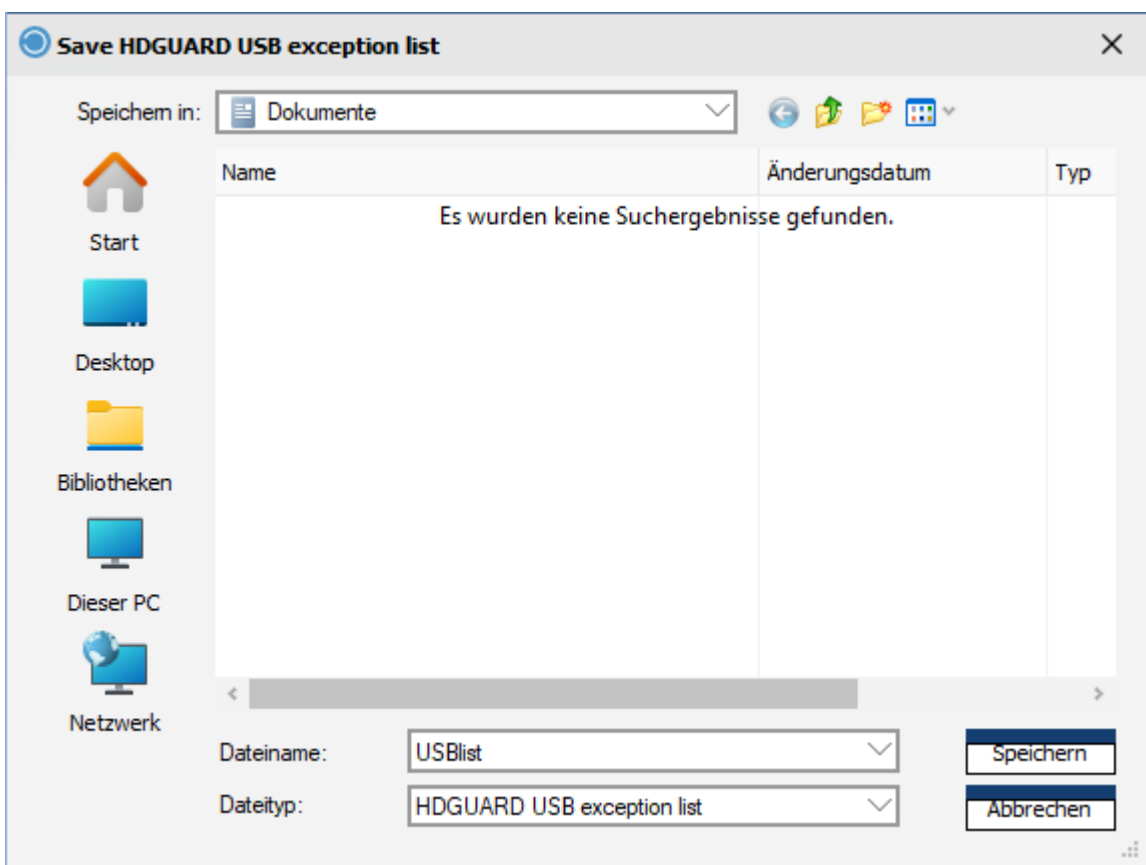 Save HDGUARD USB exception list
Speichern in: Dokumente
Name Änderungsdatum Typ
Es wurden keine Suchergebnisse gefunden.
Start
Desktop
Bibliotheken
Dieser PC
Netzwerk
Dateiname: USBlist Speichern
Dateityp: HDGUARD USB exception list Abbrechen